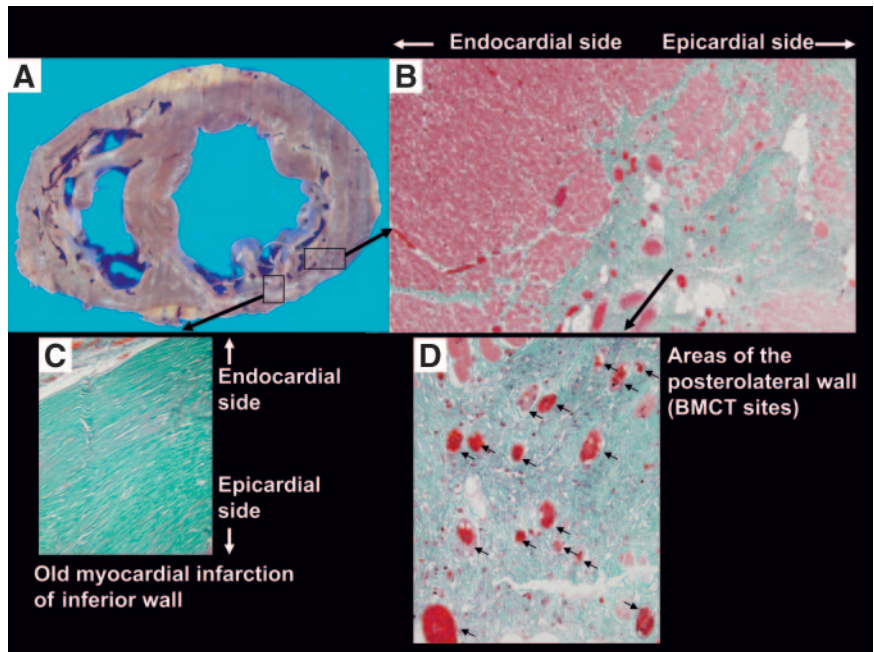 ← Endocardial side Epicardial side →
A
B
C
Endocardial
side
Epicardial
side
Old myocardial infarction
of inferior wall
D
Areas of the
posterolateral wall
(BMCT sites)